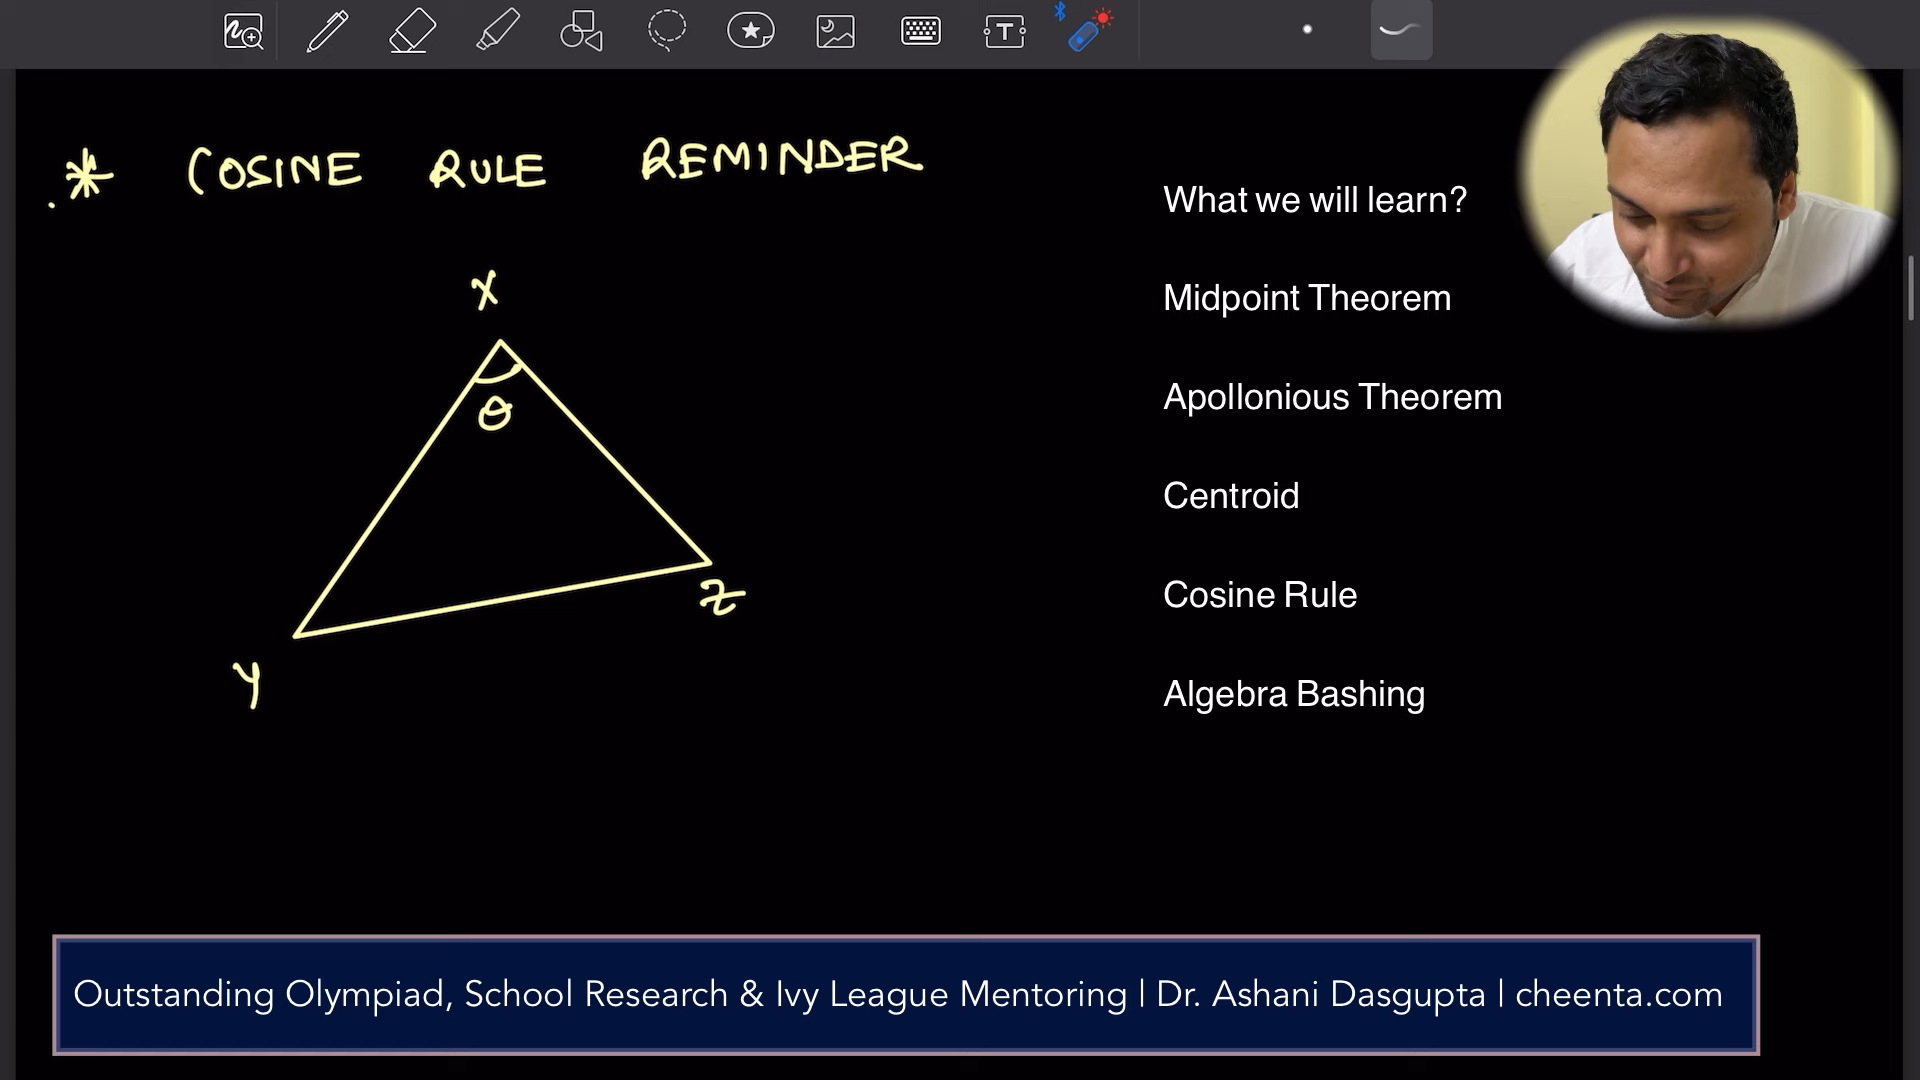 * COSINE RULE REMINDER
X
θ
Z
Y
What we will learn?
Midpoint Theorem
Apollonious Theorem
Centroid
Cosine Rule
Algebra Bashing
T
Outstanding Olympiad, School Research & Ivy League Mentoring | Dr. Ashani Dasgupta | cheenta.com